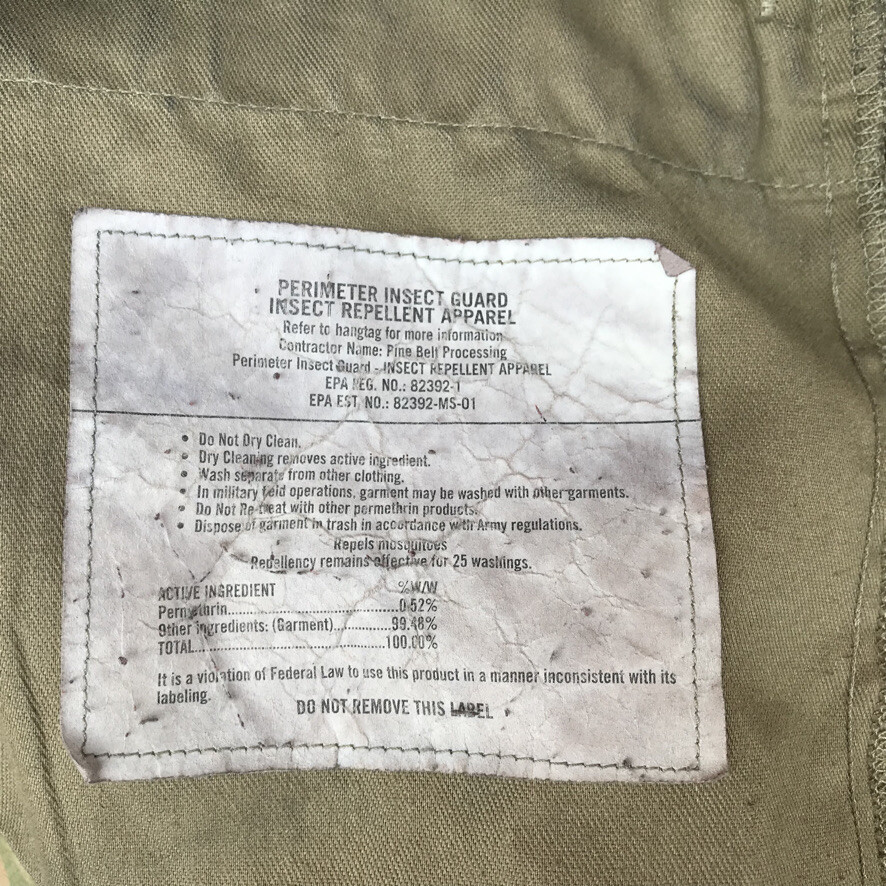 PERIMETER INSECT GUARD
INSECT REPELLENT APPAREL
Refer to hangtag for more information
Contractor Name: Pine Belt Processing
Perimeter Insect Guard - INSECT REPELLENT APPAREL
EPA REG. NO.: 82392-1
EPA EST. NO.: 82392-MS-01
• Do Not Dry Clean.
• Dry Cleaning removes active ingredient.
• Wash separate from other clothing.
• In military field operations, garment may be washed with other garments.
• Do Not Re-treat with other permethrin products.
• Dispose of garment in trash in accordance with Army regulations.
Repels mosquitoes
Repellency remains effective for 25 washings.
ACTIVE INGREDIENT %W/W
Permethrin..............................0.52%
Other ingredients: (Garment).............99.48%
TOTAL....................................100.00%
It is a violation of Federal Law to use this product in a manner inconsistent with its
labeling.
DO NOT REMOVE THIS LABEL